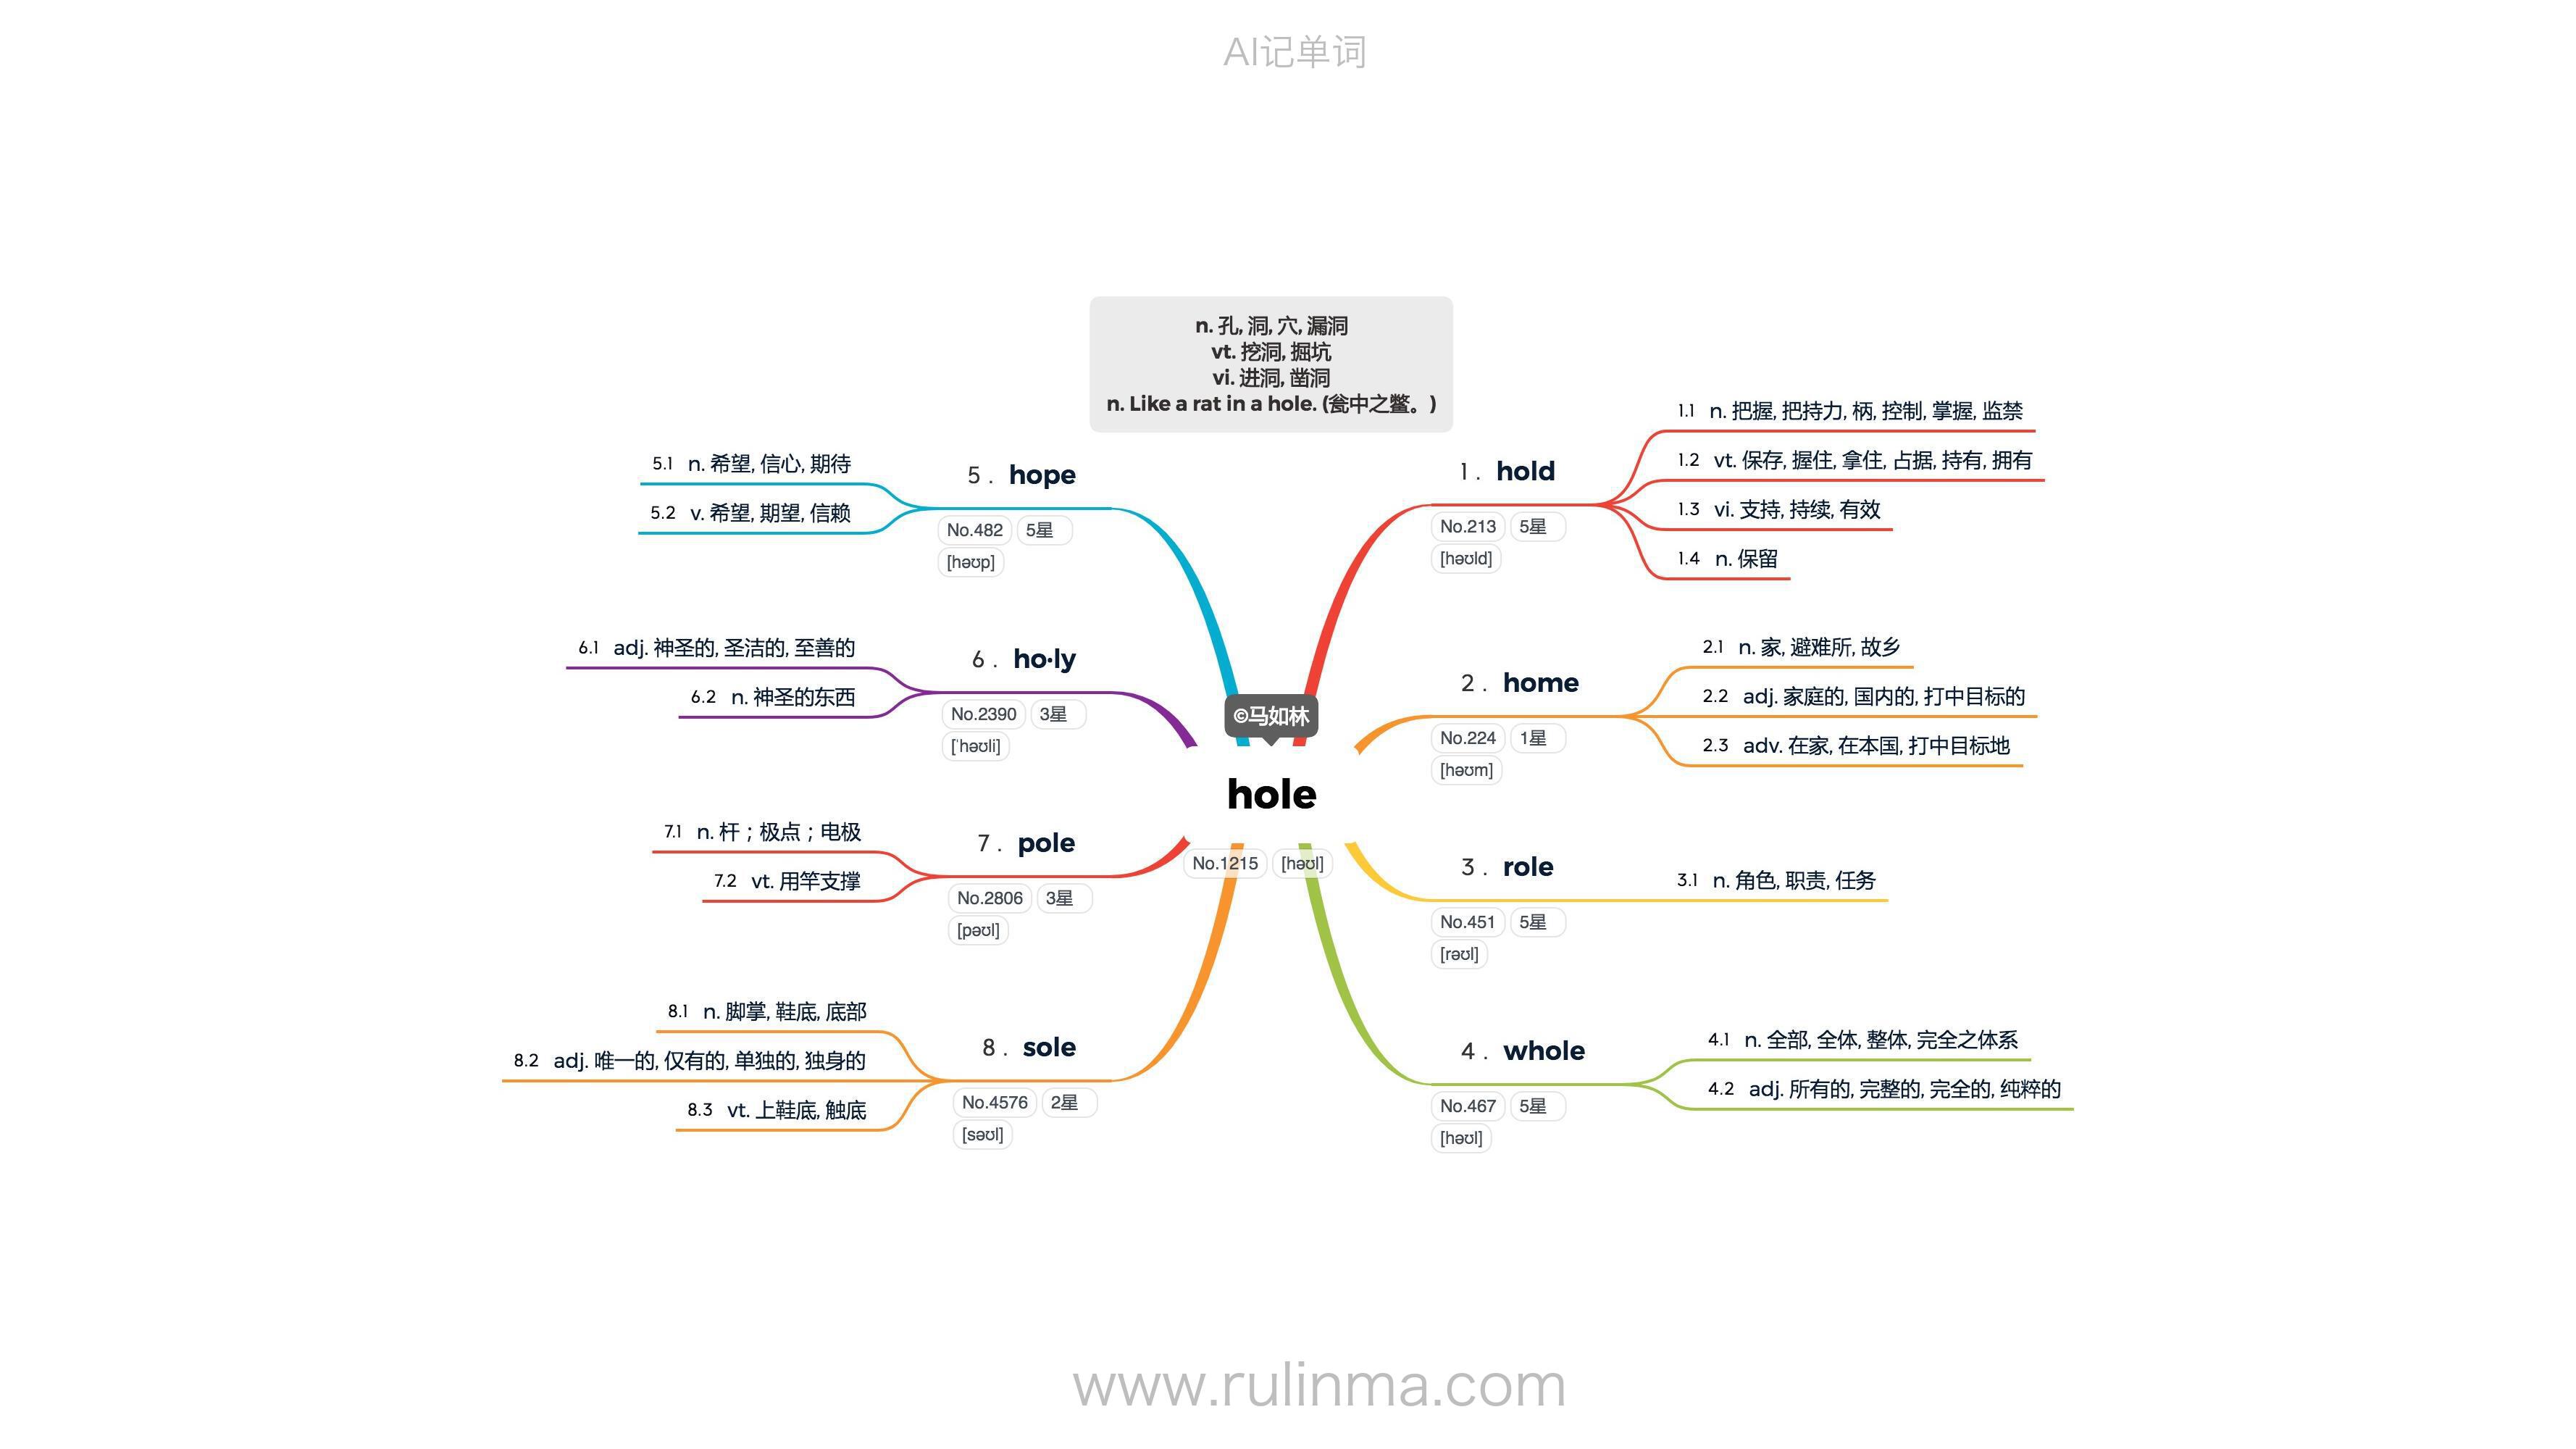 AI记单词
n. 孔, 洞, 穴, 漏洞
vt. 挖洞, 掘坑
vi. 进洞, 凿洞
n. Like a rat in a hole. (瓮中之鳖。)
©马如林
hole
No.1215 [həʊl]
1 . hold
No.213 5星
[həʊld]
1.1 n. 把握, 把持力, 柄, 控制, 掌握, 监禁
1.2 vt. 保存, 握住, 拿住, 占据, 持有, 拥有
1.3 vi. 支持, 持续, 有效
1.4 n. 保留
2 . home
No.224 1星
[həʊm]
2.1 n. 家, 避难所, 故乡
2.2 adj. 家庭的, 国内的, 打中目标的
2.3 adv. 在家, 在本国, 打中目标地
3 . role
No.451 5星
[rəʊl]
3.1 n. 角色, 职责, 任务
4 . whole
No.467 5星
[həʊl]
4.1 n. 全部, 全体, 整体, 完全之体系
4.2 adj. 所有的, 完整的, 完全的, 纯粹的
5 . hope
No.482 5星
[həʊp]
5.1 n. 希望, 信心, 期待
5.2 v. 希望, 期望, 信赖
6 . ho·ly
No.2390 3星
[ˈhəʊli]
6.1 adj. 神圣的, 圣洁的, 至善的
6.2 n. 神圣的东西
7 . pole
No.2806 3星
[pəʊl]
7.1 n. 杆；极点；电极
7.2 vt. 用竿支撑
8 . sole
No.4576 2星
[səʊl]
8.1 n. 脚掌, 鞋底, 底部
8.2 adj. 唯一的, 仅有的, 单独的, 独身的
8.3 vt. 上鞋底, 触底
www.rulinma.com